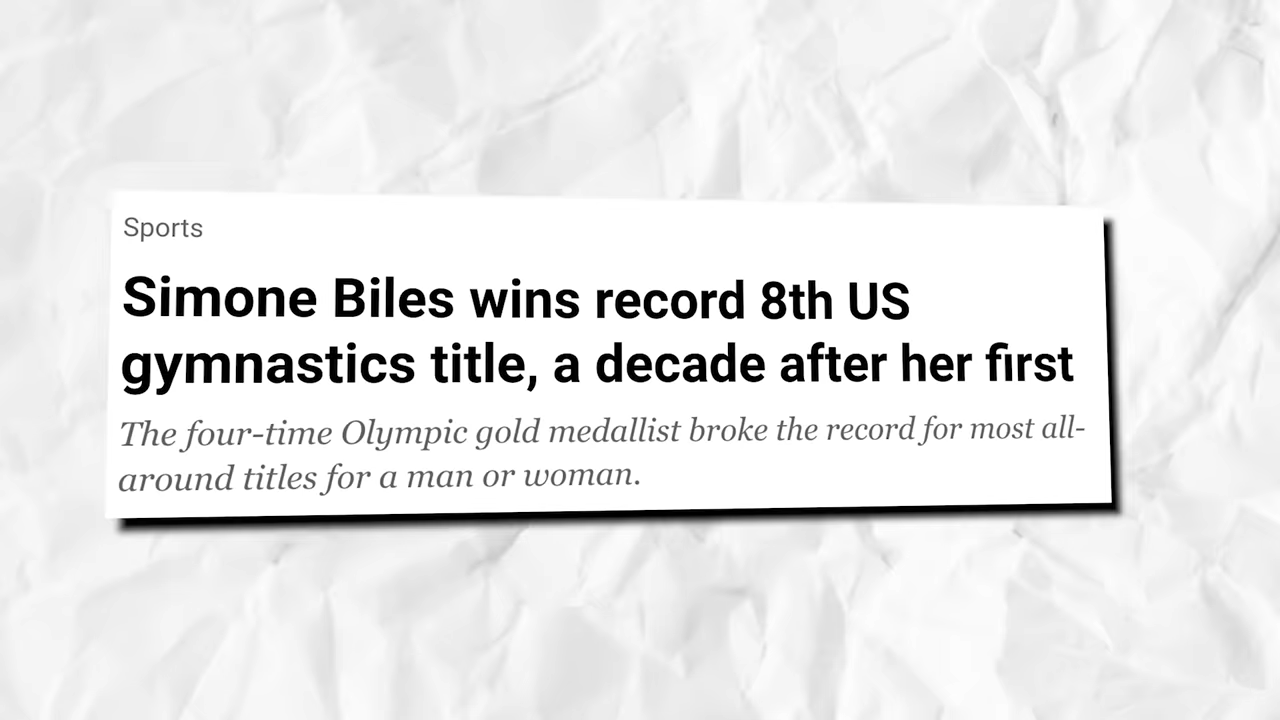 Sports
Simone Biles wins record 8th US
gymnastics title, a decade after her first
The four-time Olympic gold medallist broke the record for most all-
around titles for a man or woman.